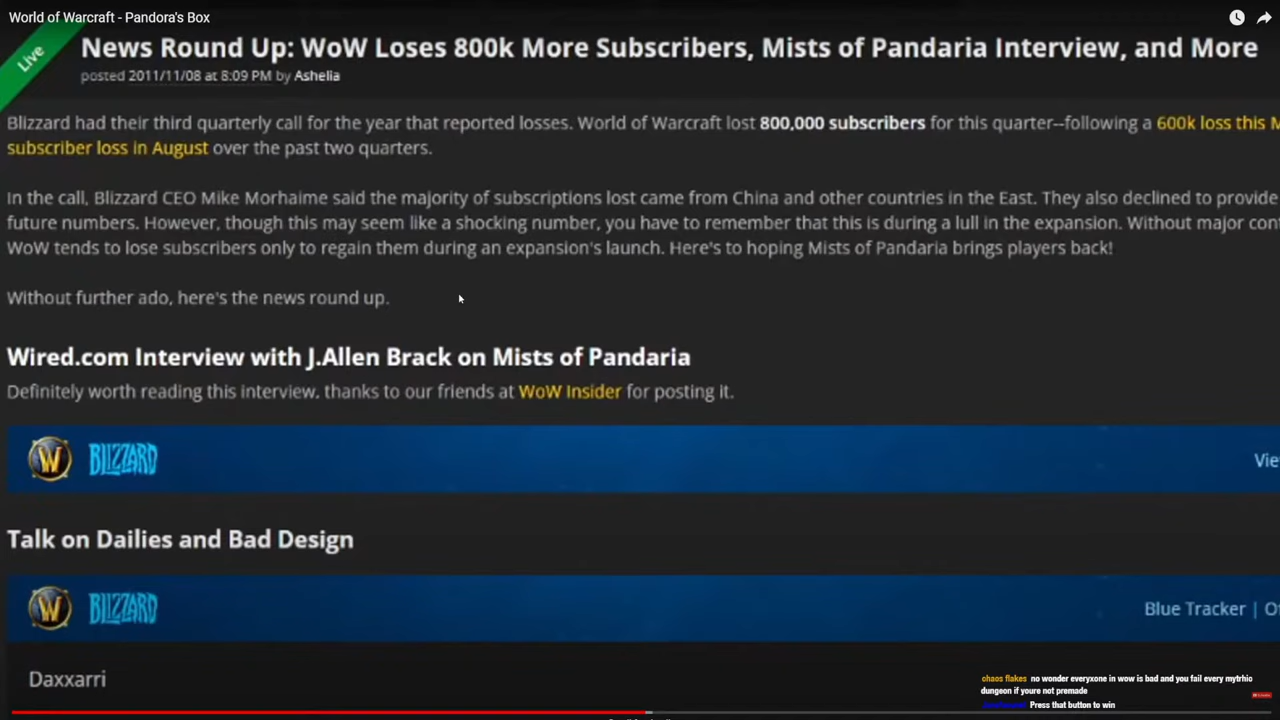 World of Warcraft - Pandora's Box
Live
News Round Up: WoW Loses 800k More Subscribers, Mists of Pandaria Interview, and More
posted 2011/11/08 at 8:09 PM by Ashelia
Blizzard had their third quarterly call for the year that reported losses. World of Warcraft lost 800,000 subscribers for this quarter--following a 600k loss this M
subscriber loss in August over the past two quarters.
In the call, Blizzard CEO Mike Morhaime said the majority of subscriptions lost came from China and other countries in the East. They also declined to provide
future numbers. However, though this may seem like a shocking number, you have to remember that this is during a lull in the expansion. Without major con
WoW tends to lose subscribers only to regain them during an expansion's launch. Here's to hoping Mists of Pandaria brings players back!
Without further ado, here's the news round up.
Wired.com Interview with J.Allen Brack on Mists of Pandaria
Definitely worth reading this interview. thanks to our friends at WoW Insider for posting it.
W BLIZZARD
Vie
Talk on Dailies and Bad Design
W BLIZZARD
Blue Tracker | O
Daxxarri
chaos flakes no wonder everyxone in wow is bad and you fail every mytrhic
dungeon if youre not premade
Press that button to win